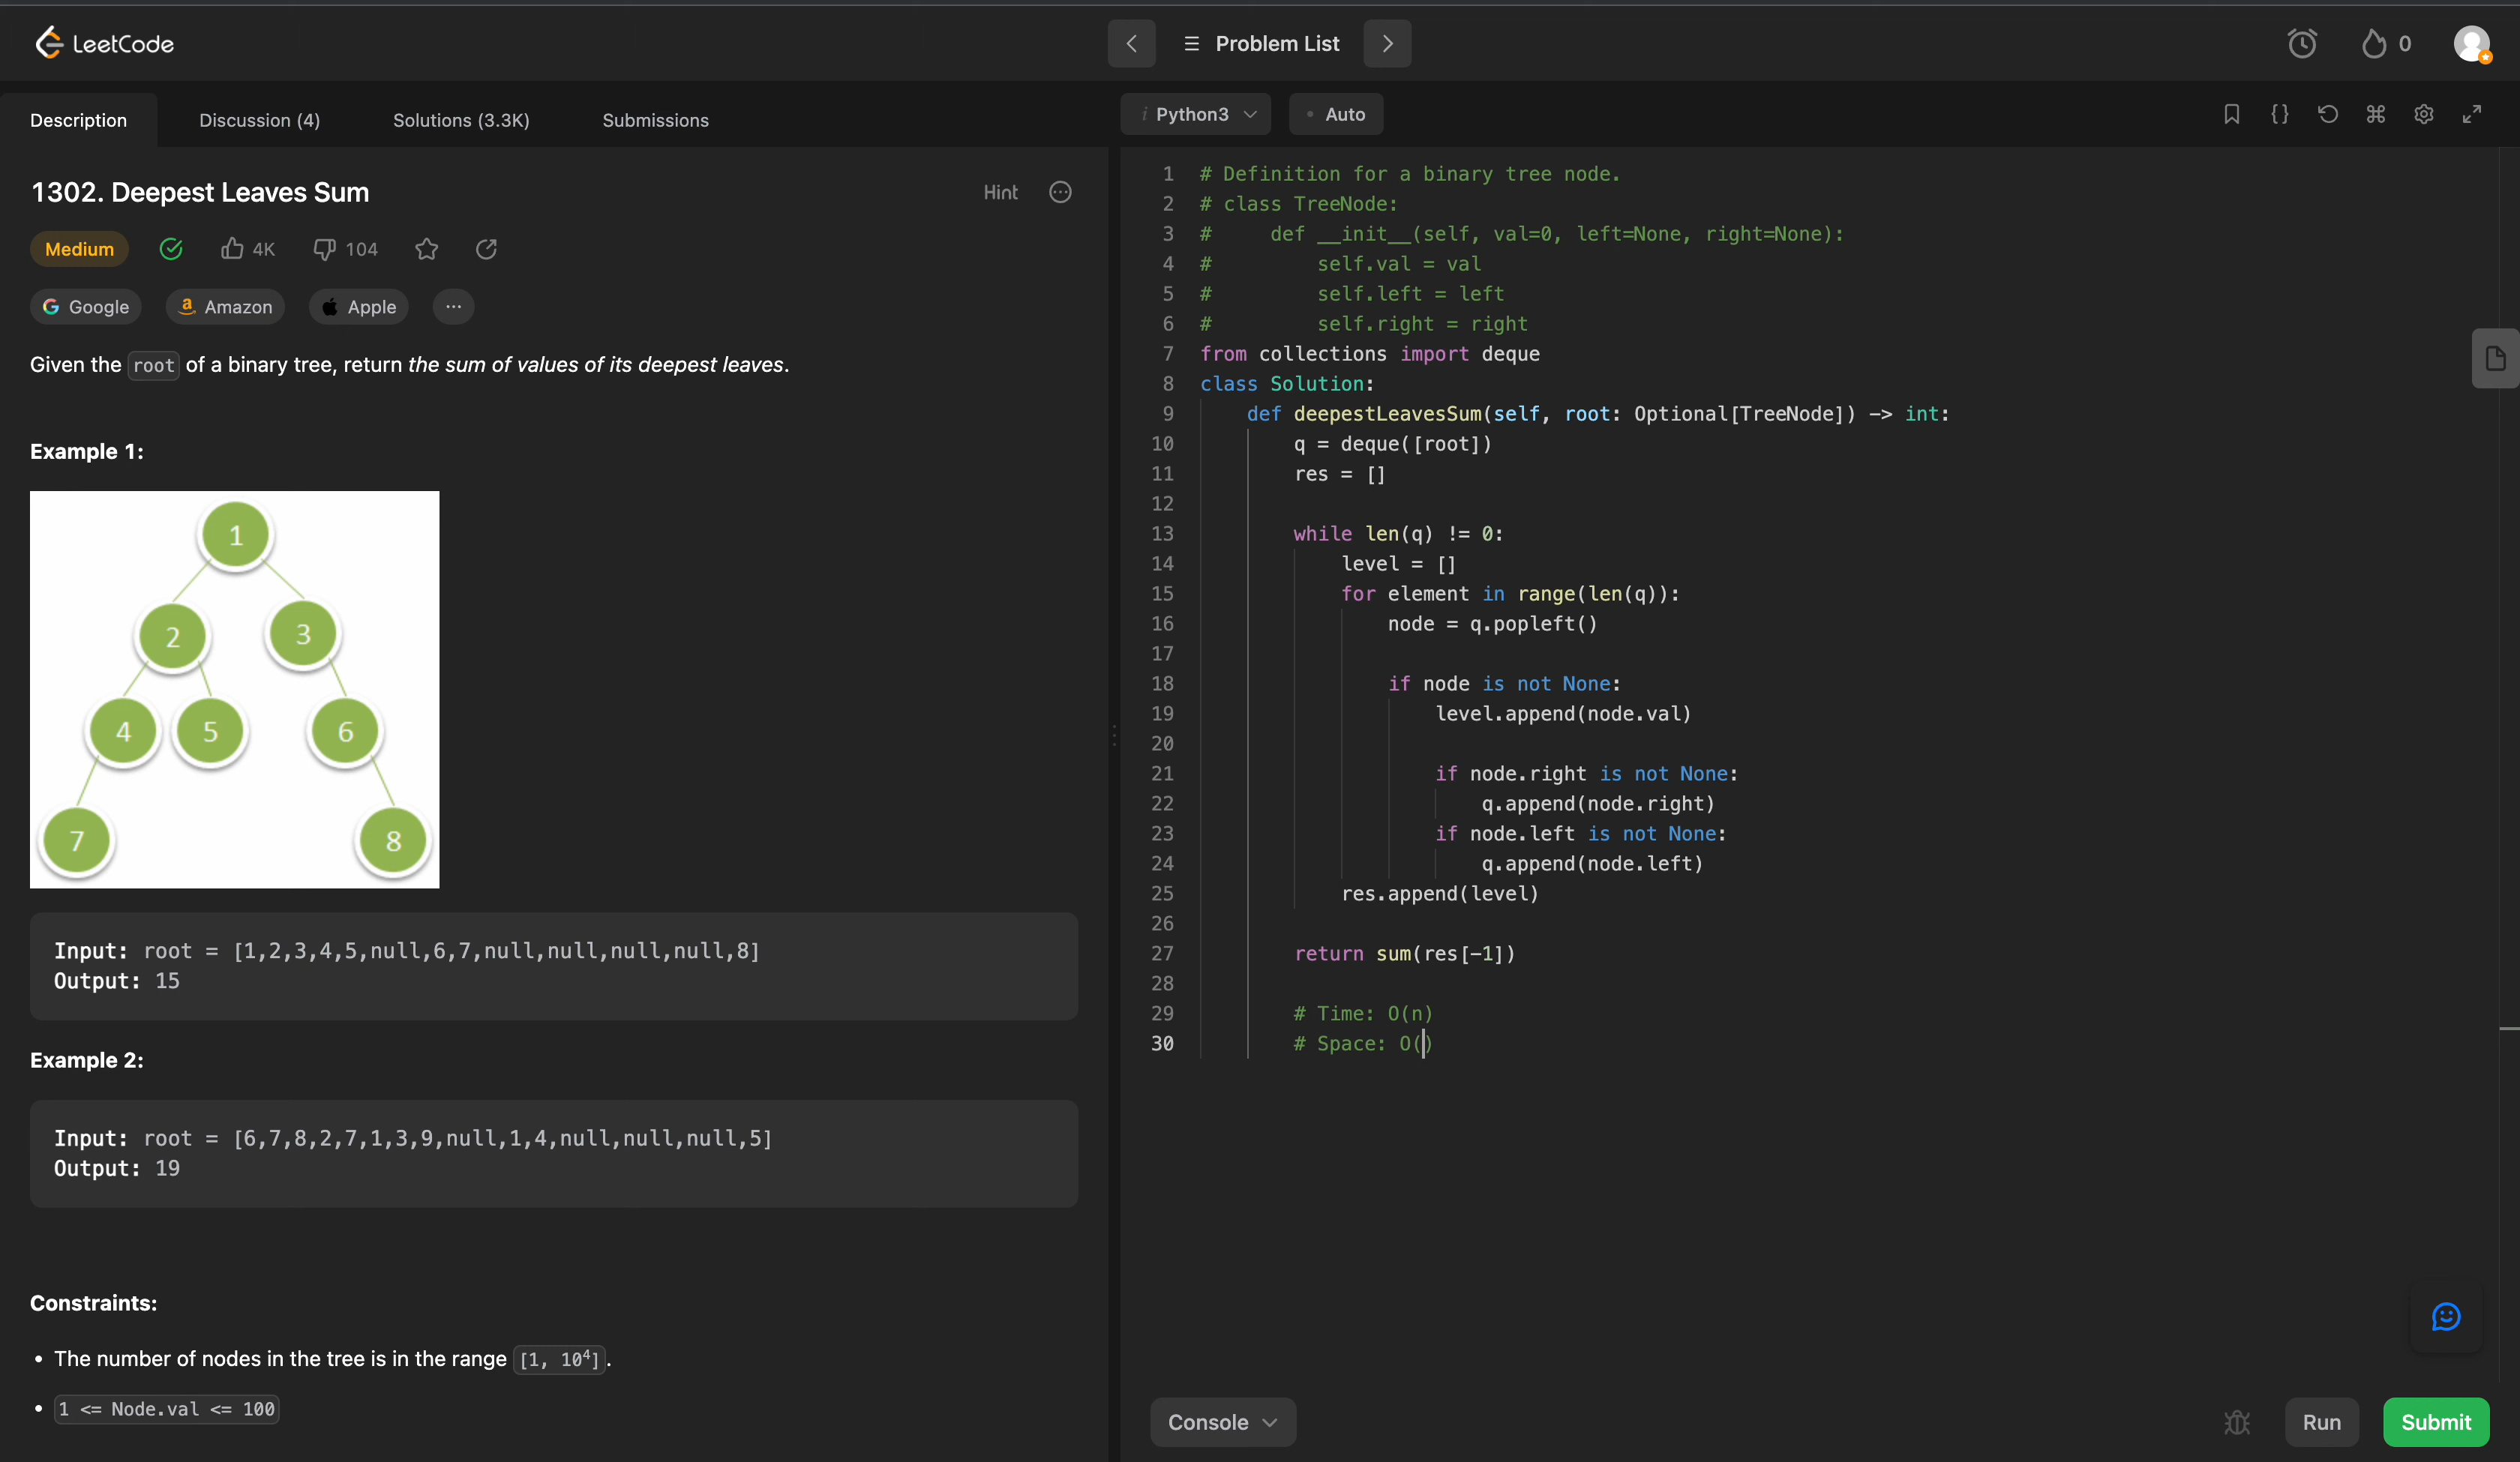 LeetCode
Problem List
0
Description
Discussion (4)
Solutions (3.3K)
Submissions
1302. Deepest Leaves Sum
Hint
Medium
4K
104
Google
Amazon
Apple
Given the root of a binary tree, return the sum of values of its deepest leaves.
Example 1:
1
2
3
4
5
6
7
8
Input: root = [1,2,3,4,5,null,6,7,null,null,null,null,8]
Output: 15
Example 2:
Input: root = [6,7,8,2,7,1,3,9,null,1,4,null,null,null,5]
Output: 19
Constraints:
• The number of nodes in the tree is in the range [1, 10⁴].
• 1 <= Node.val <= 100
i Python3
• Auto
1 # Definition for a binary tree node.
2 # class TreeNode:
3 #     def __init__(self, val=0, left=None, right=None):
4 #         self.val = val
5 #         self.left = left
6 #         self.right = right
7 from collections import deque
8 class Solution:
9     def deepestLeavesSum(self, root: Optional[TreeNode]) -> int:
10         q = deque([root])
11         res = []
12
13         while len(q) != 0:
14             level = []
15             for element in range(len(q)):
16                 node = q.popleft()
17
18                 if node is not None:
19                     level.append(node.val)
20
21                     if node.right is not None:
22                         q.append(node.right)
23                     if node.left is not None:
24                         q.append(node.left)
25             res.append(level)
26
27         return sum(res[-1])
28
29         # Time: O(n)
30         # Space: O()
Console
Run
Submit